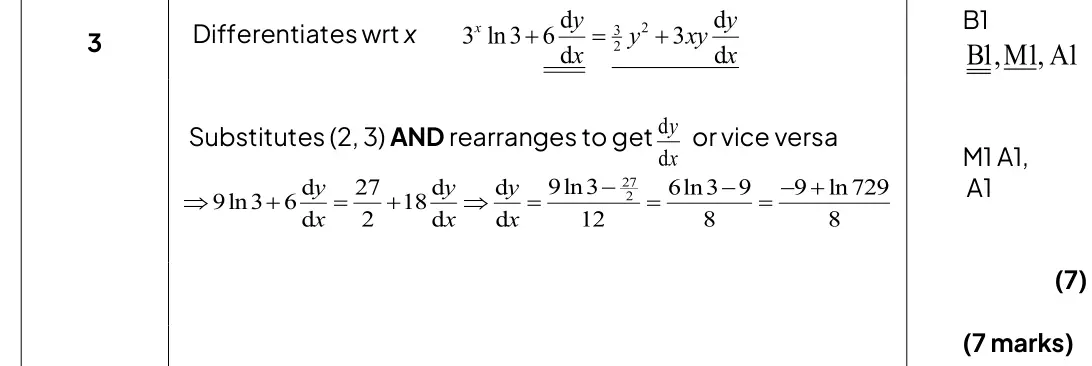 3
Differentiates wrt x 3^x ln 3 + 6 dy/dx = 3/2 y^2 + 3xy dy/dx
B1
B1, M1, A1
Substitutes (2, 3) AND rearranges to get dy/dx or vice versa
M1 A1,
⇒ 9 ln 3 + 6 dy/dx = 27/2 + 18 dy/dx ⇒ dy/dx = (9 ln 3 − 27/2)/12 = (6 ln 3 − 9)/8 = (−9 + ln 729)/8
A1
(7)
(7 marks)